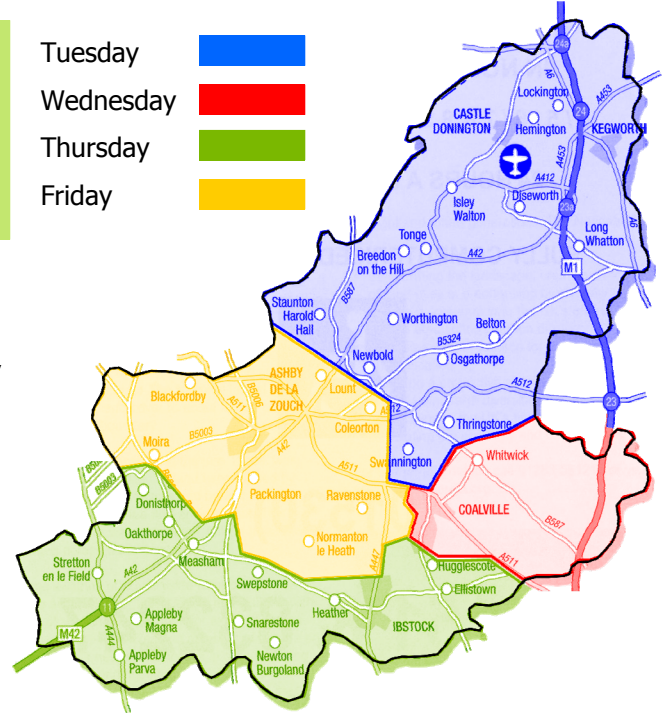 Tuesday
Wednesday
Thursday
Friday
24a
A6
A453
Lockington
24
CASTLE
DONINGTON
Hemington
KEGWORTH
A453
A412
Diseworth
23a
Isley
Walton
Long
Whatton
A6
Tonge
Breedon
on the Hill
A42
M1
B587
Staunton
Harold
Hall
Worthington
Belton
B5324
Newbold
Osgathorpe
ASHBY
DE LA
ZOUCH
Lount
A512
23
Blackfordby
B5006
A511
Coleorton
A512
Thringstone
B5003
A42
Moira
Swannington
A511
Whitwick
Packington
Ravenstone
COALVILLE
B587
B5003
Donisthorpe
Oakthorpe
Normanton
le Heath
A447
A511
Measham
Hugglescote
Stretton
en le Field
A42
Swepstone
Ellistown
Heather
IBSTOCK
11
Appleby
Magna
Snarestone
M42
A444
Newton
Burgoland
Appleby
Parva